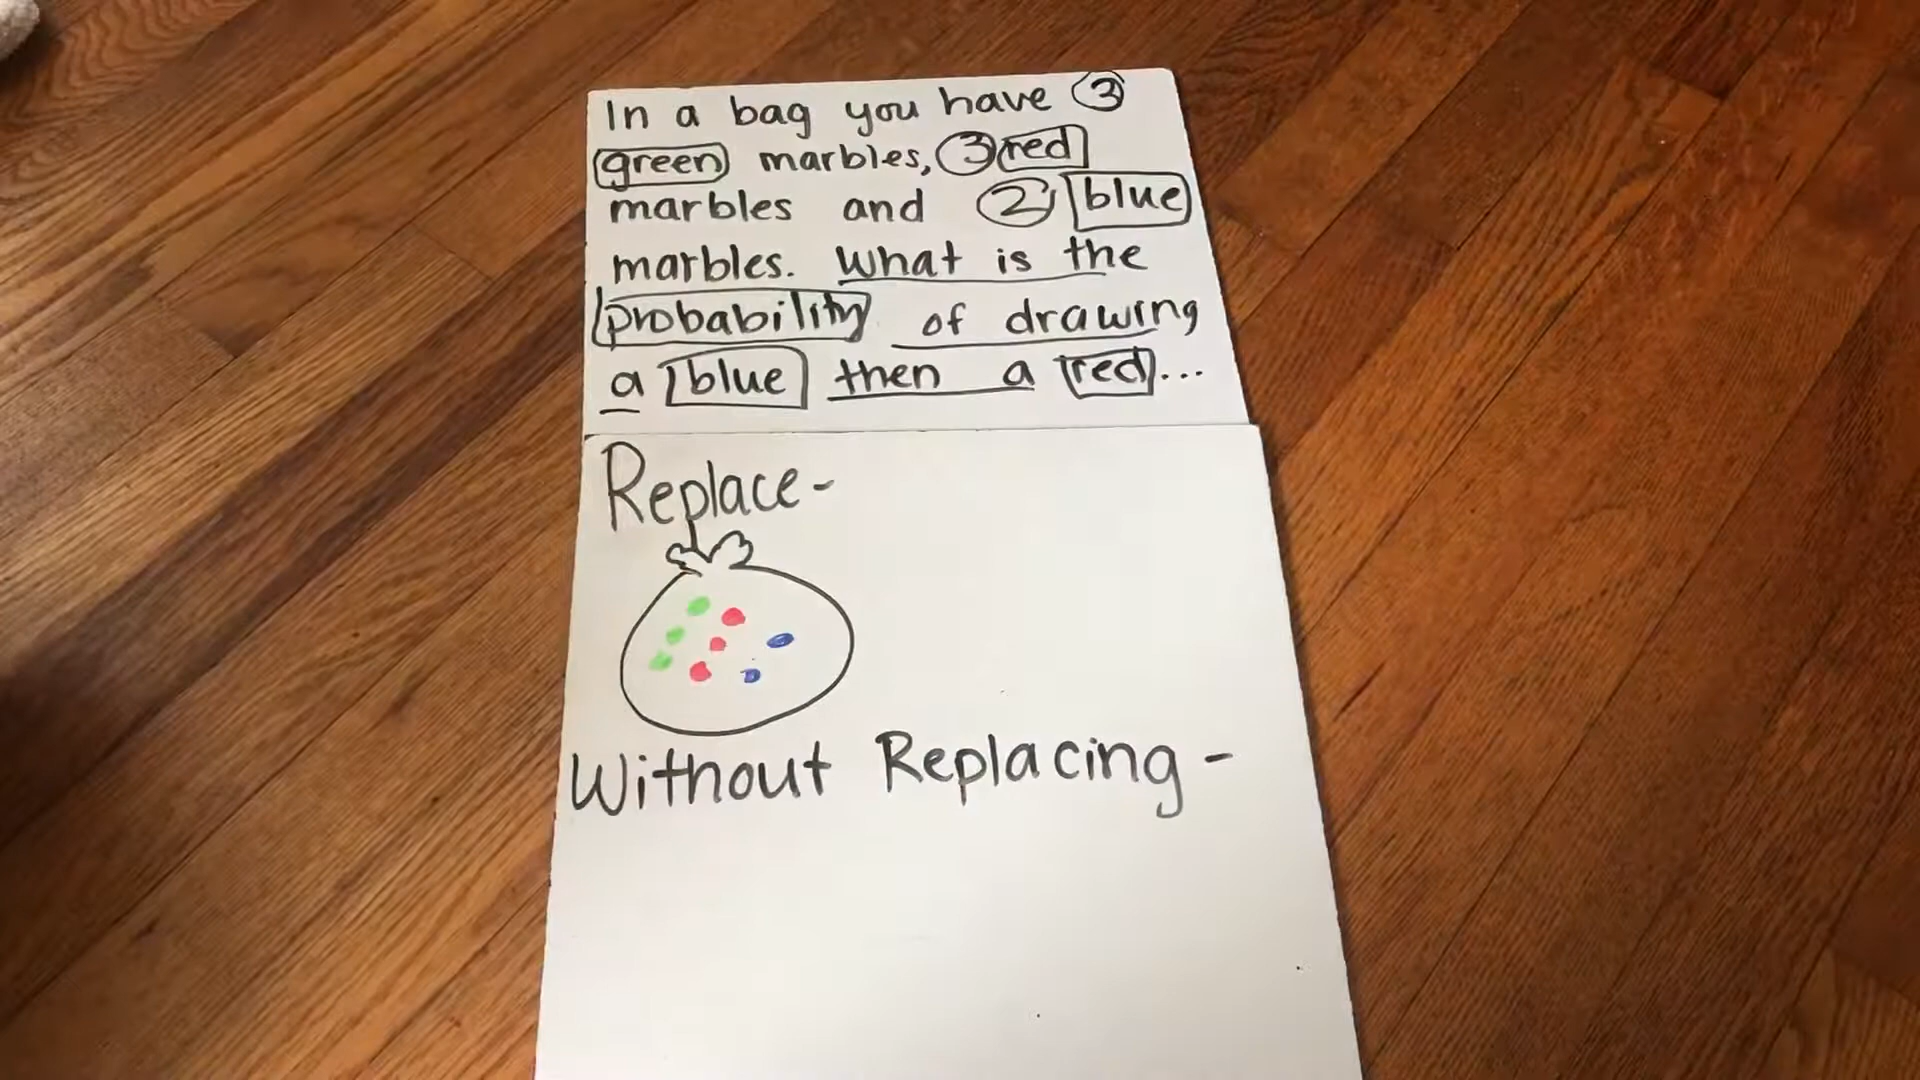 In a bag you have 3
green marbles, 3 red
marbles and 2 blue
marbles. What is the
probability of drawing
a blue then a red...
Replace-
Without Replacing-